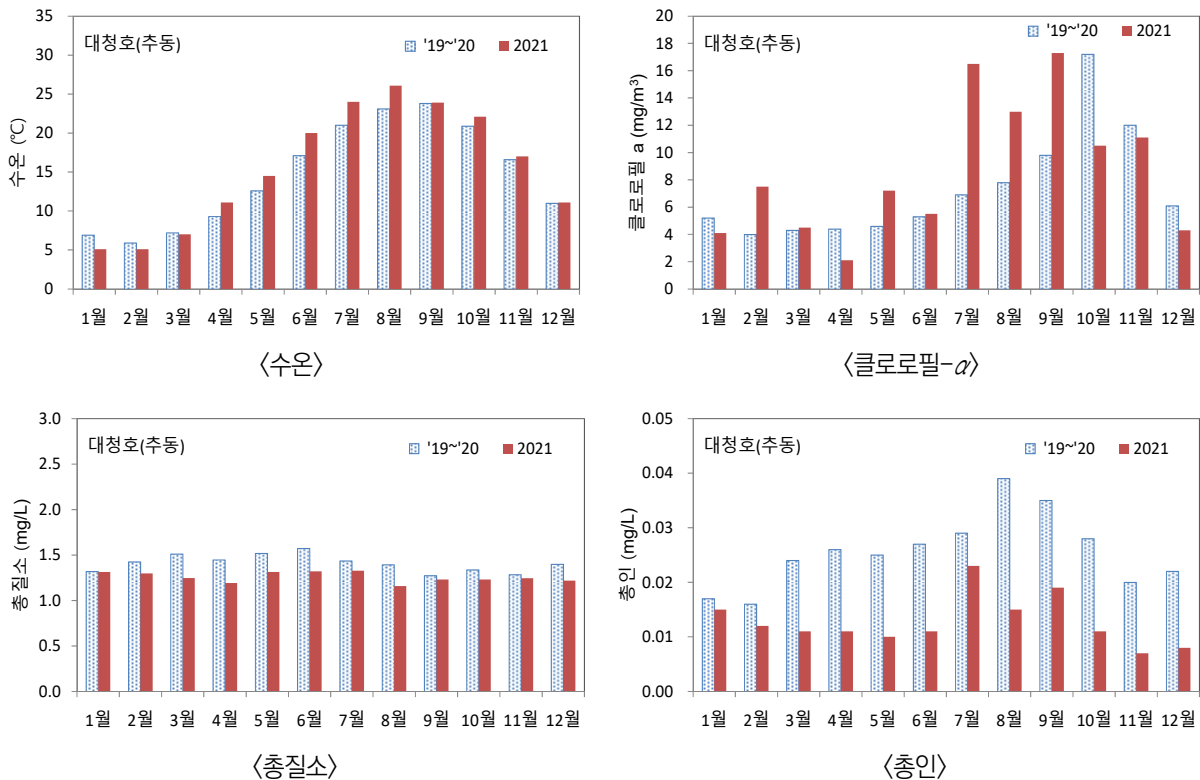 35
30
25
20
15
10
5
0
수온 (℃)
대청호(추동)
'19~'20
2021
1월 2월 3월 4월 5월 6월 7월 8월 9월 10월 11월 12월
〈수온〉
20
18
16
14
12
10
8
6
4
2
0
클로로필 a (mg/m³)
대청호(추동)
'19~'20
2021
1월 2월 3월 4월 5월 6월 7월 8월 9월 10월 11월 12월
〈클로로필-α〉
3.0
2.5
2.0
1.5
1.0
0.5
0.0
총질소 (mg/L)
대청호(추동)
'19~'20
2021
1월 2월 3월 4월 5월 6월 7월 8월 9월 10월 11월 12월
〈총질소〉
0.05
0.04
0.03
0.02
0.01
0.00
총인 (mg/L)
대청호(추동)
'19~'20
2021
1월 2월 3월 4월 5월 6월 7월 8월 9월 10월 11월 12월
〈총인〉